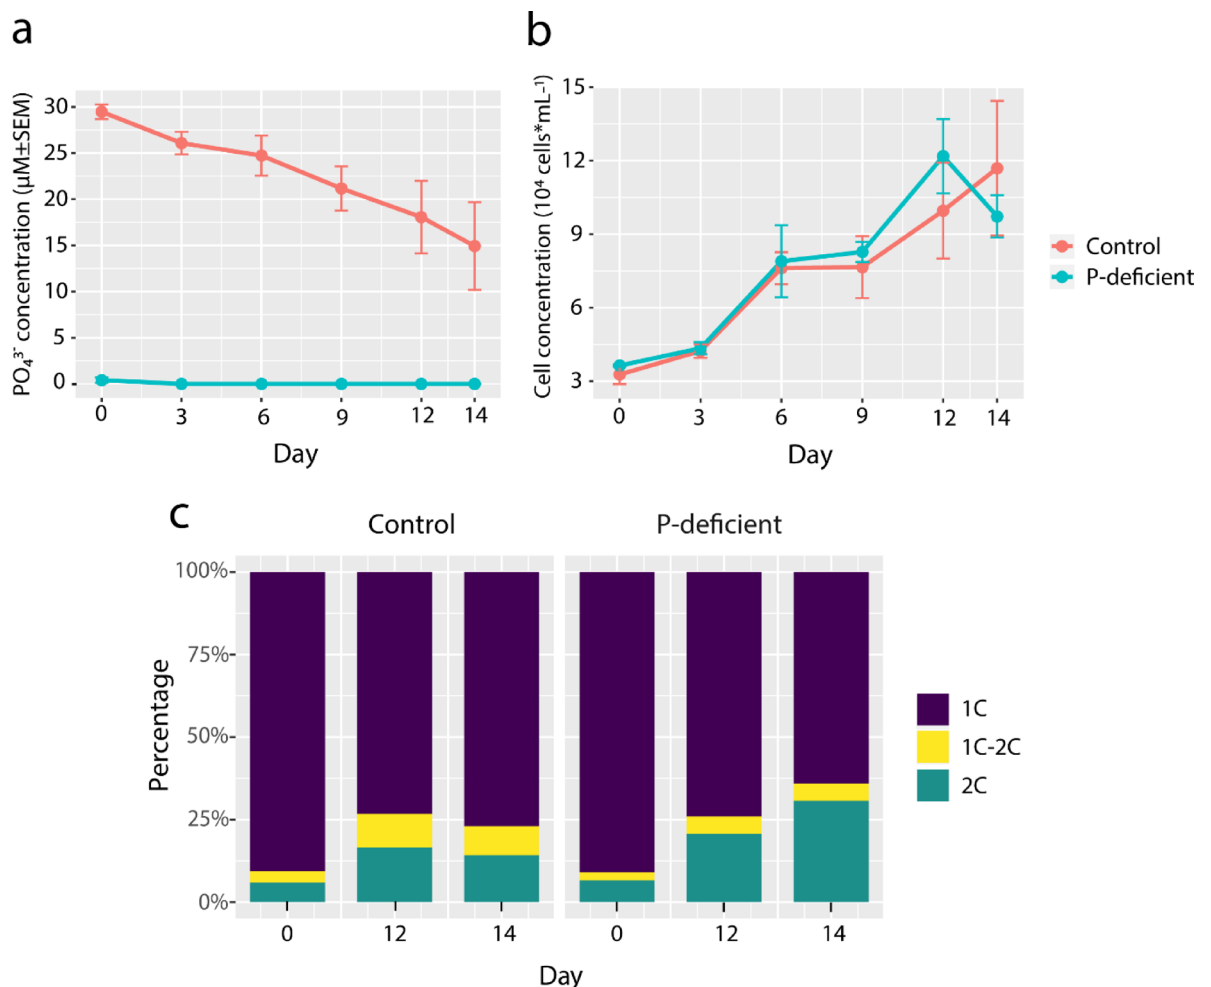 a
PO₄³⁻ concentration (µM±SEM)
30
25
20
15
10
5
0
0 3 6 9 12 14
Day
b
Cell concentration (10⁴ cells*mL⁻¹)
15
12
9
6
3
0 3 6 9 12 14
Day
Control
P-deficient
c
Control P-deficient
Percentage
100%
75%
50%
25%
0%
0 12 14 0 12 14
Day
1C
1C-2C
2C